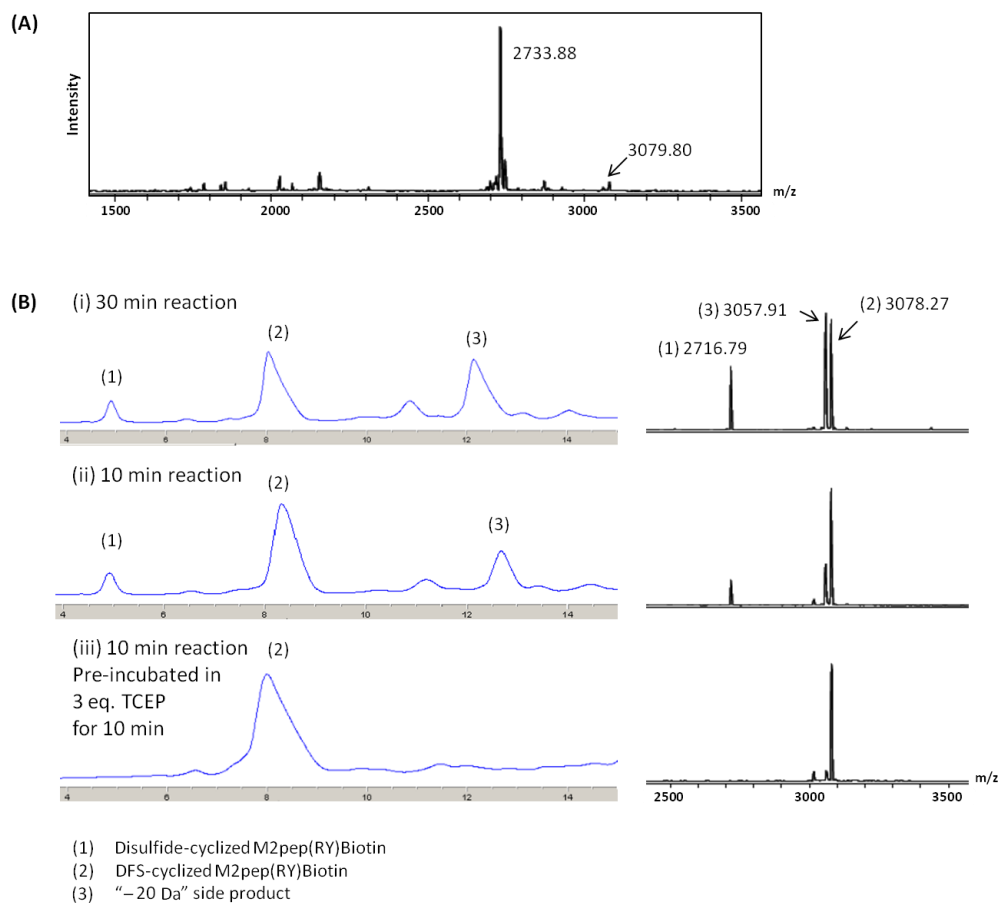 (A)
Intensity
2733.88
3079.80
1500 2000 2500 3000 3500 m/z
(B)
(i) 30 min reaction
(1)
(2)
(3)
4 6 8 10 12 14
(3) 3057.91
(2) 3078.27
(1) 2716.79
(ii) 10 min reaction
(1)
(2)
(3)
4 6 8 10 12 14
(iii) 10 min reaction
Pre-incubated in
3 eq. TCEP
for 10 min
(2)
4 6 8 10 12 14
2500 3000 3500 m/z
(1) Disulfide-cyclized M2pep(RY)Biotin
(2) DFS-cyclized M2pep(RY)Biotin
(3) “–20 Da” side product